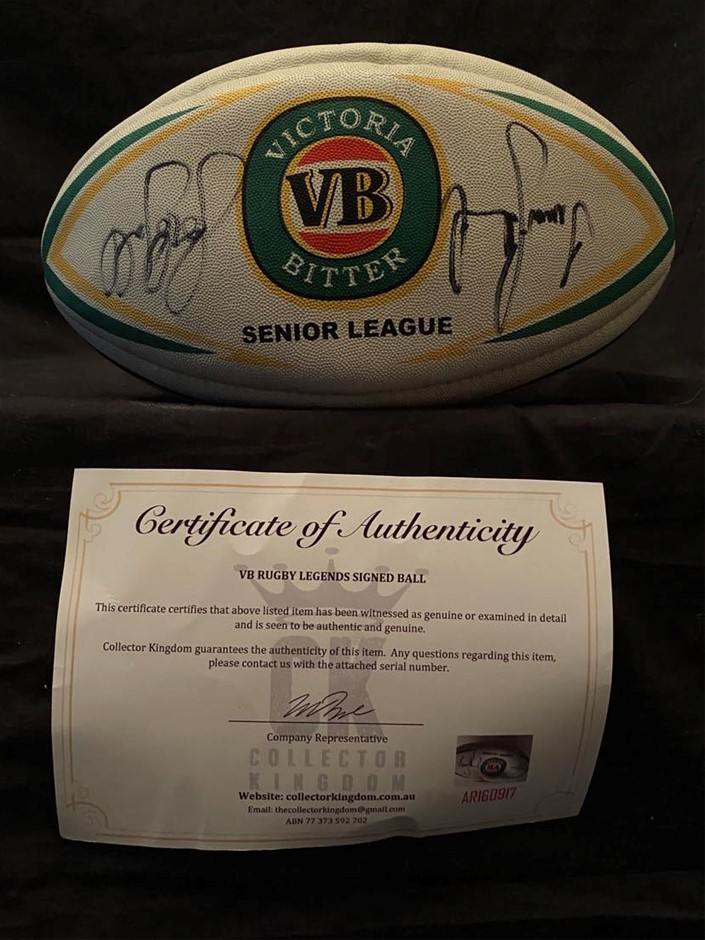 VICTORIA
VB
BITTER
SENIOR LEAGUE
Certificate of Authenticity
VB RUGBY LEGENDS SIGNED BALL
This certificate certifies that above listed item has been witnessed as genuine or examined in detail
and is seen to be authentic and genuine.
Collector Kingdom guarantees the authenticity of this item. Any questions regarding this item,
please contact us with the attached serial number.
CK
Company Representative
COLLECTOR
KINGDOM
Website: collectorkingdom.com.au
Email: thecollectorkingdom@gmail.com
ABN 77 373 592 702
AR160917